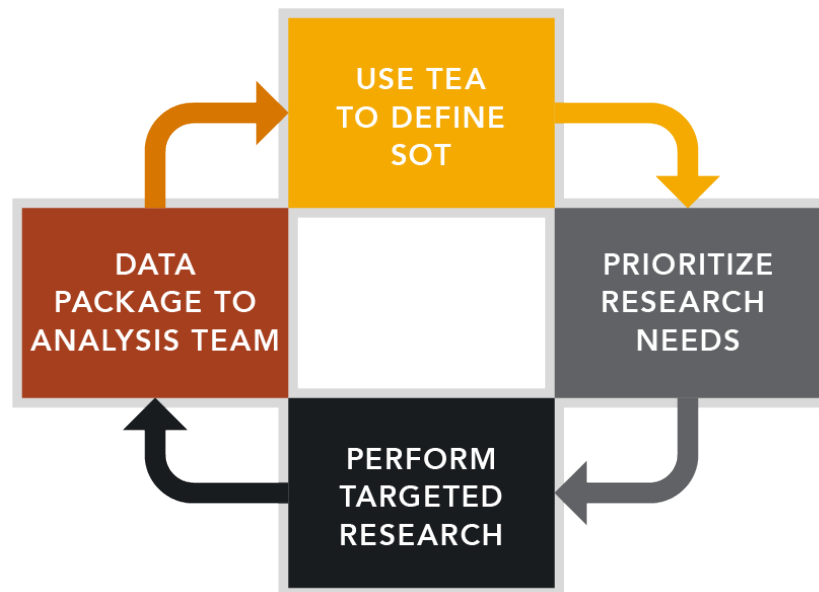 USE TEA
TO DEFINE
SOT
PRIORITIZE
RESEARCH
NEEDS
PERFORM
TARGETED
RESEARCH
DATA
PACKAGE TO
ANALYSIS TEAM